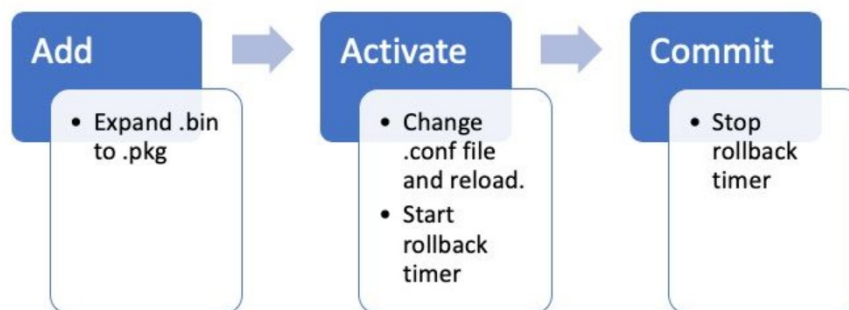 Add
• Expand .bin
to .pkg
Activate
• Change
.conf file
and reload.
• Start
rollback
timer
Commit
• Stop
rollback
timer